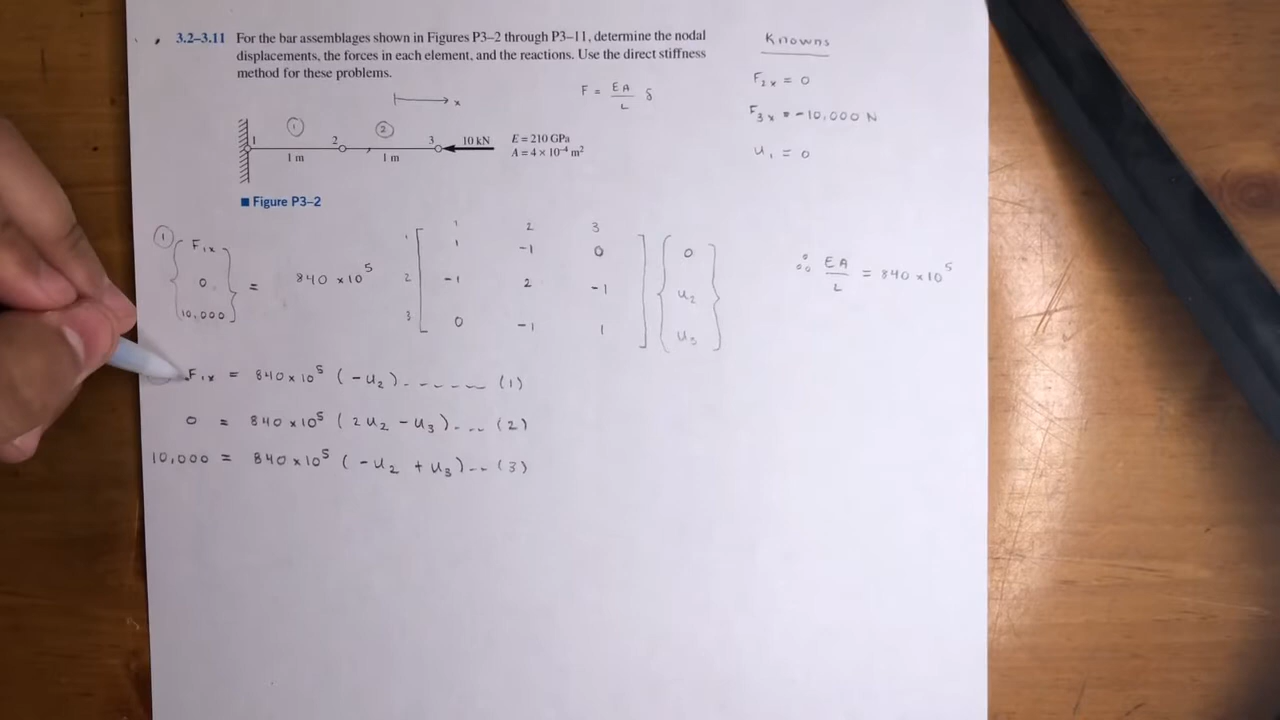 3.2–3.11 For the bar assemblages shown in Figures P3–2 through P3–11, determine the nodal
displacements, the forces in each element, and the reactions. Use the direct stiffness
method for these problems.
Knowns
F = EA/L δ
F2x = 0
F3x = -10,000 N
u1 = 0
x
1 2
1 2 3 10 kN
1 m 1 m
E = 210 GPa
A = 4 × 10⁻⁴ m²
■ Figure P3–2
1 2 3
1 F1x 1 1 -1 0 0
0 = 840 × 10⁵ 2 -1 2 -1 u2
10,000 3 0 -1 1 u3
∴ EA/L = 840 × 10⁵
F1x = 840 × 10⁵ (-u2) - - - - - (1)
0 = 840 × 10⁵ (2u2 - u3) - - - (2)
10,000 = 840 × 10⁵ (-u2 + u3) - - (3)